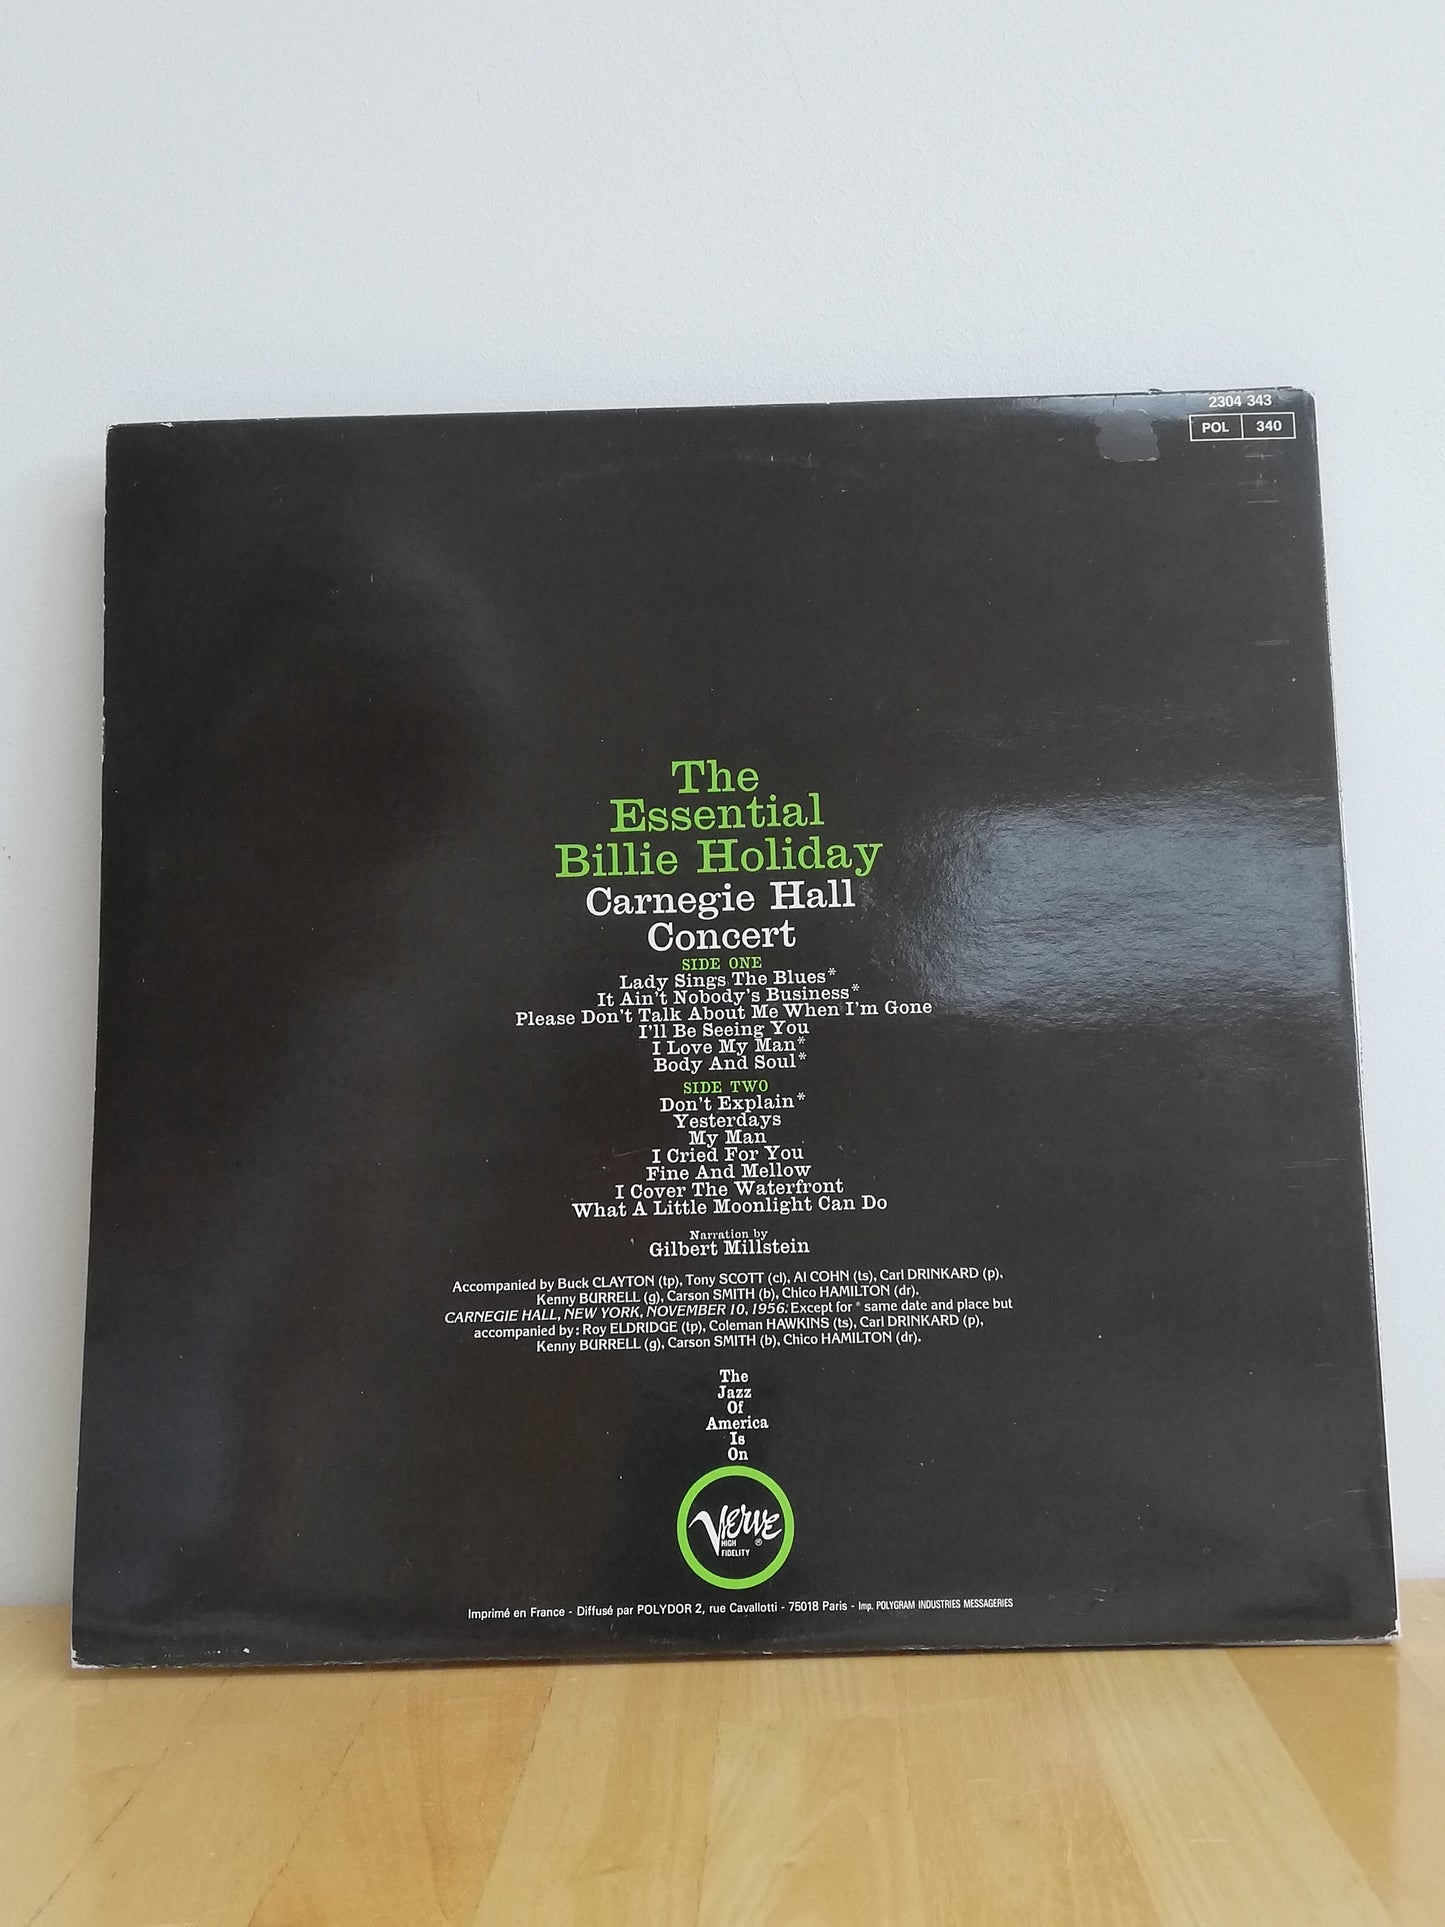 2304 343
POL 340
The
Essential
Billie Holiday
Carnegie Hall
Concert
SIDE ONE
Lady Sings The Blues*
It Ain't Nobody's Business*
Please Don't Talk About Me When I'm Gone
I'll Be Seeing You
I Love My Man*
Body And Soul*
SIDE TWO
Don't Explain*
Yesterdays
My Man
I Cried For You
Fine And Mellow
I Cover The Waterfront
What A Little Moonlight Can Do
Narration by
Gilbert Millstein
Accompanied by Buck CLAYTON (tp), Tony SCOTT (cl), Al COHN (ts), Carl DRINKARD (p),
Kenny BURRELL (g), Carson SMITH (b), Chico HAMILTON (dr).
CARNEGIE HALL, NEW YORK, NOVEMBER 10, 1956. Except for * same date and place but
accompanied by : Roy ELDRIDGE (tp), Coleman HAWKINS (ts), Carl DRINKARD (p),
Kenny BURRELL (g), Carson SMITH (b), Chico HAMILTON (dr).
The
Jazz
Of
America
Is
On
Verve
HIGH ®
FIDELITY
Imprimé en France - Diffusé par POLYDOR 2, rue Cavallotti - 75018 Paris - Imp. POLYGRAM INDUSTRIES MESSAGERIES